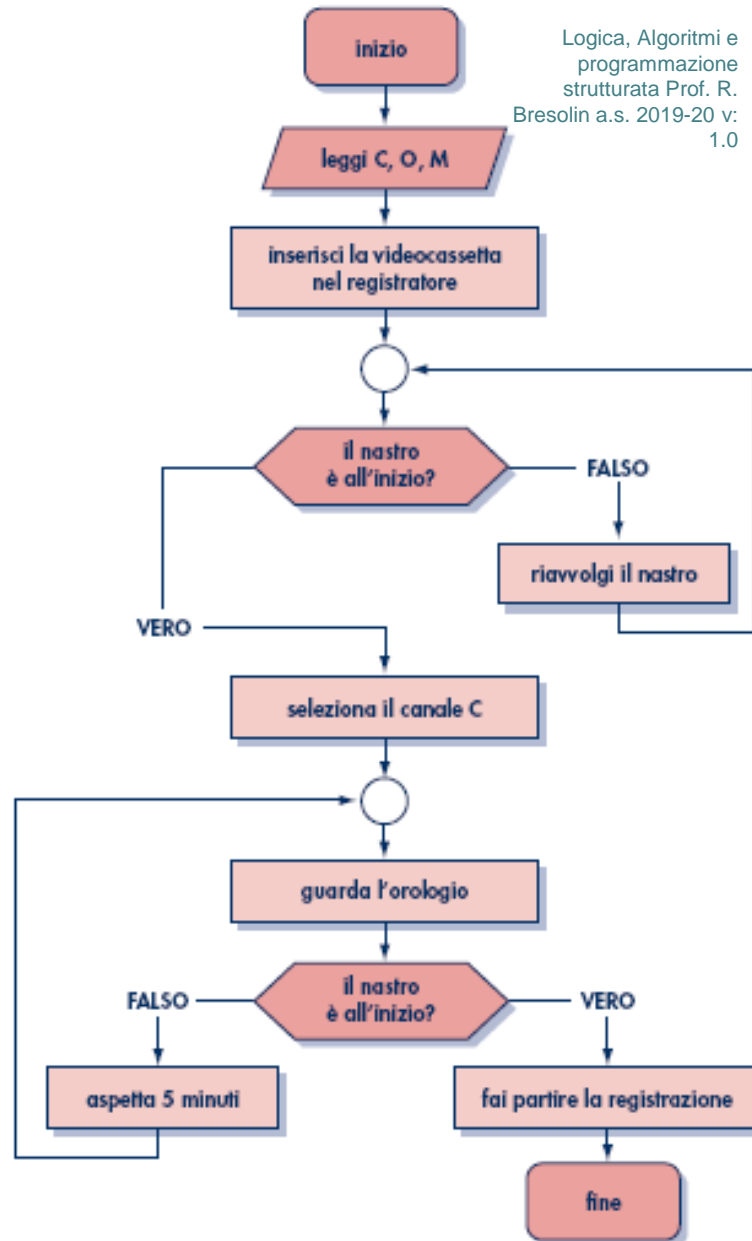 inizio
Logica, Algoritmi e
programmazione
strutturata Prof. R.
Bresolin a.s. 2019-20 v:
1.0
leggi C, O, M
inserisci la videocassetta
nel registratore
il nastro
è all'inizio?
FALSO
riavvolgi il nastro
VERO
seleziona il canale C
guarda l'orologio
FALSO
il nastro
è all'inizio?
VERO
aspetta 5 minuti
fai partire la registrazione
fine